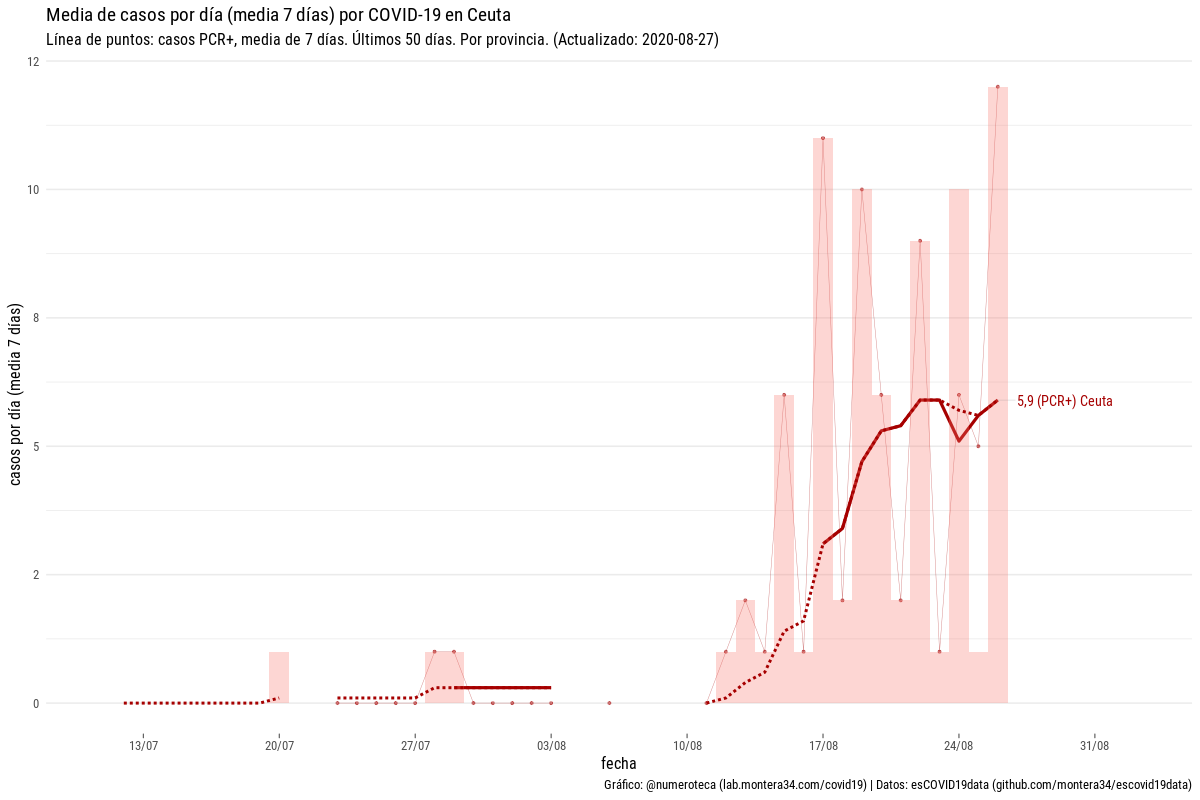 Media de casos por día (media 7 días) por COVID-19 en Ceuta
Línea de puntos: casos PCR+, media de 7 días. Últimos 50 días. Por provincia. (Actualizado: 2020-08-27)
casos por día (media 7 días)
12
10
8
5
2
0
5,9 (PCR+) Ceuta
13/07
20/07
27/07
03/08
10/08
17/08
24/08
31/08
fecha
Gráfico: @numeroteca (lab.montera34.com/covid19) | Datos: esCOVID19data (github.com/montera34/escovid19data)